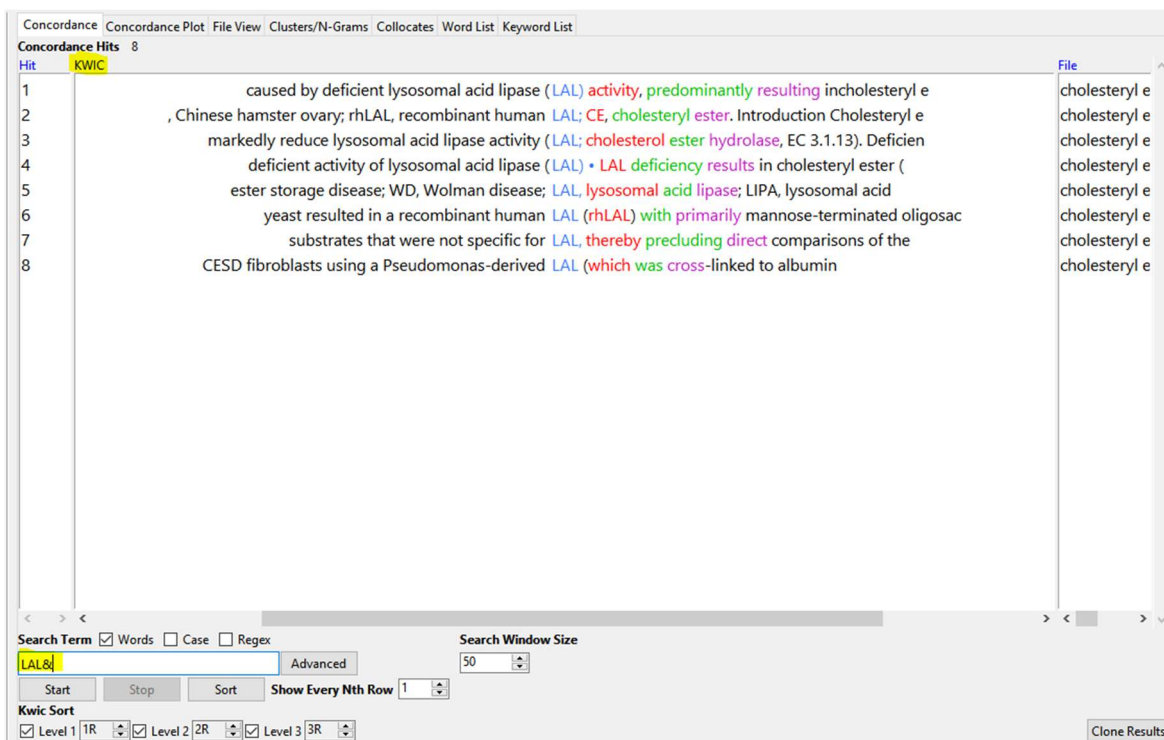 Concordance Concordance Plot File View Clusters/N-Grams Collocates Word List Keyword List
Concordance Hits 8
Hit KWIC File
1 caused by deficient lysosomal acid lipase (LAL) activity, predominantly resulting incholesteryl e cholesteryl e
2 , Chinese hamster ovary; rhLAL, recombinant human LAL; CE, cholesteryl ester. Introduction Cholesteryl e cholesteryl e
3 markedly reduce lysosomal acid lipase activity (LAL; cholesterol ester hydrolase, EC 3.1.13). Deficien cholesteryl e
4 deficient activity of lysosomal acid lipase (LAL) • LAL deficiency results in cholesteryl ester ( cholesteryl e
5 ester storage disease; WD, Wolman disease; LAL, lysosomal acid lipase; LIPA, lysosomal acid cholesteryl e
6 yeast resulted in a recombinant human LAL (rhLAL) with primarily mannose-terminated oligosac cholesteryl e
7 substrates that were not specific for LAL, thereby precluding direct comparisons of the cholesteryl e
8 CESD fibroblasts using a Pseudomonas-derived LAL (which was cross-linked to albumin cholesteryl e
Search Term Words Case Regex Search Window Size
LAL& Advanced 50
Start Stop Sort Show Every Nth Row 1
Kwic Sort
Level 1 1R Level 2 2R Level 3 3R Clone Results